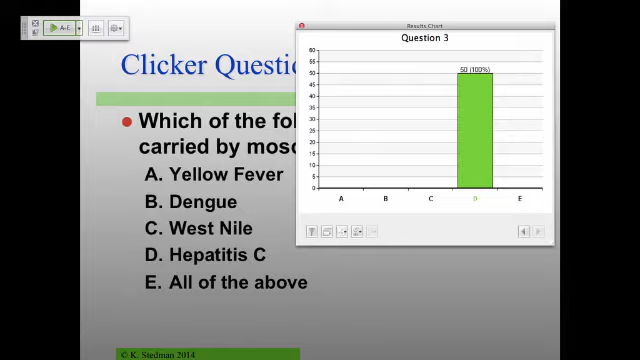 A-E
Results Chart
Question 3
Clicker Questio
60
55
50
45
40
35
30
25
20
15
10
5
0
50 (100%)
A B C D E
Which of the fol
carried by mosc
A. Yellow Fever
B. Dengue
C. West Nile
D. Hepatitis C
E. All of the above
© K. Stedman 2014